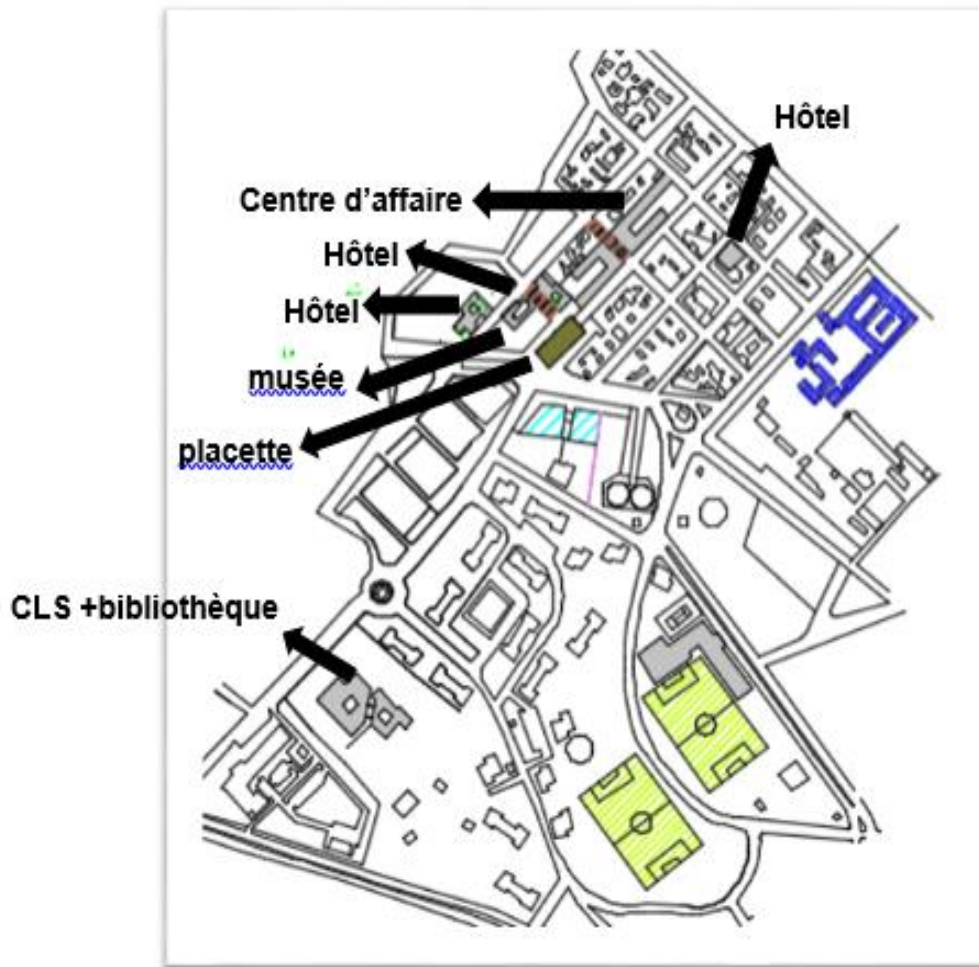 Hôtel
Centre d'affaire
Hôtel
Hôtel
musée
placette
CLS +bibliothèque